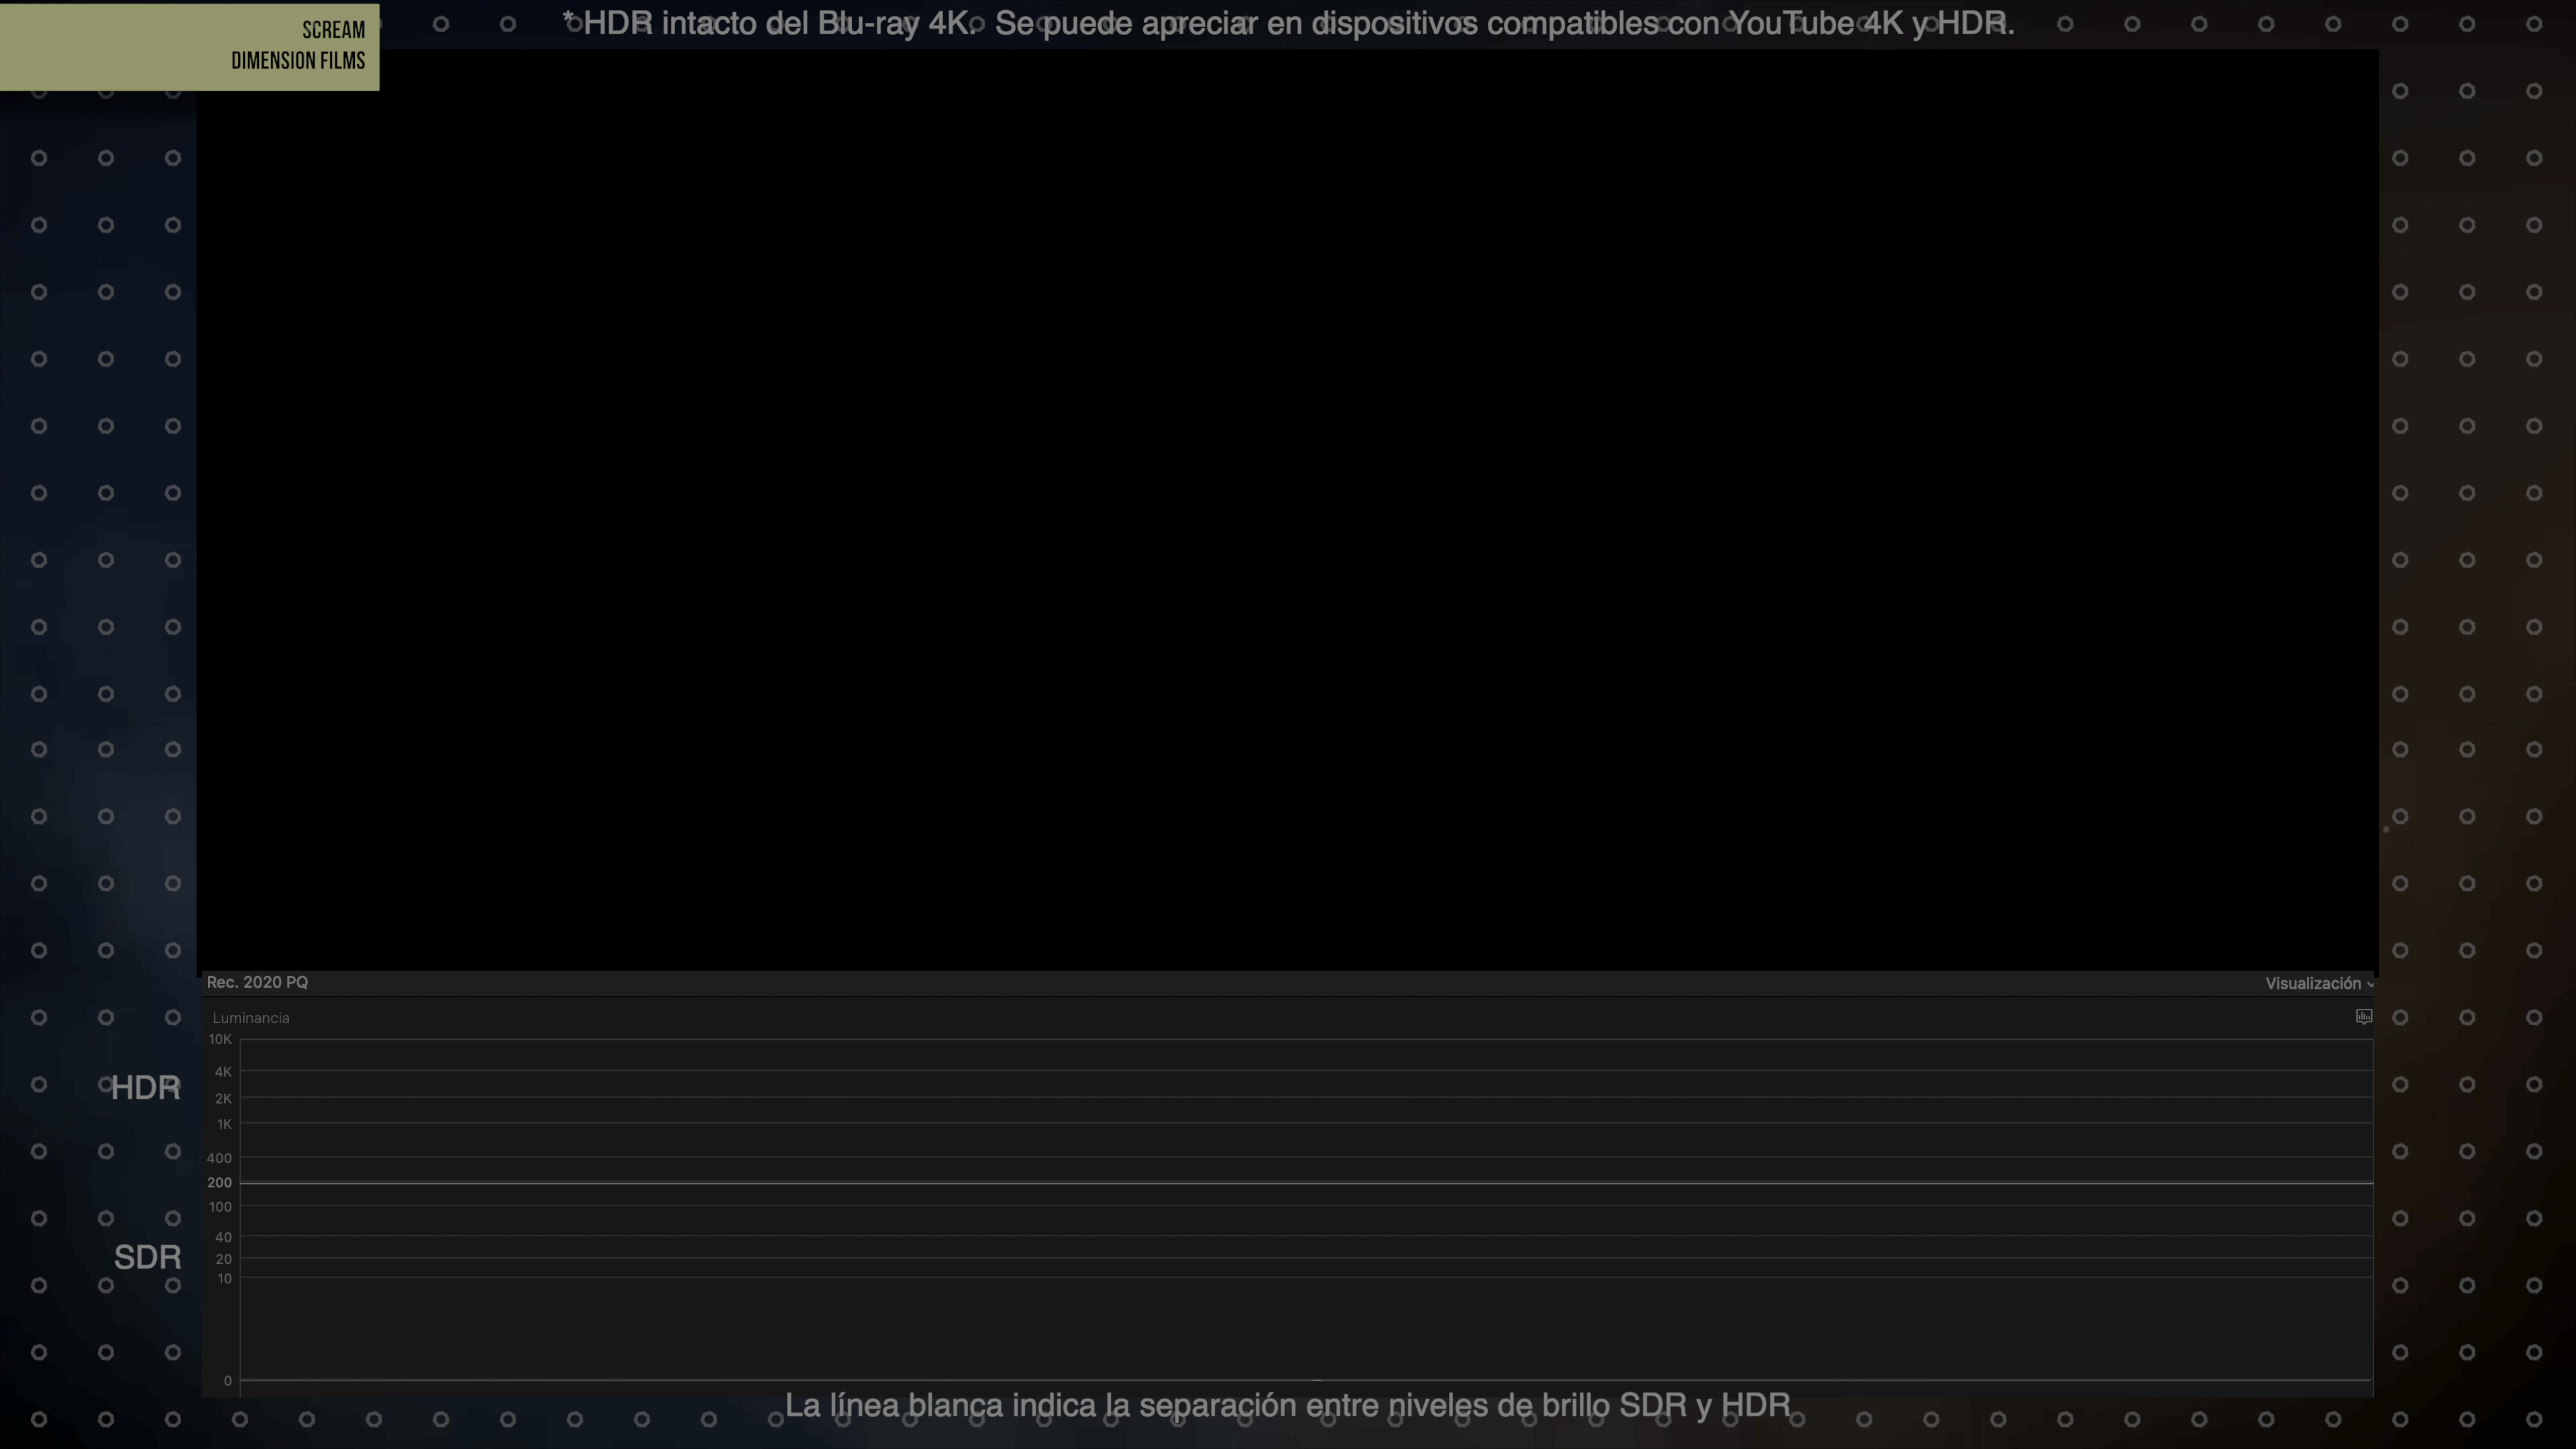 SCREAM
DIMENSION FILMS
* HDR intacto del Blu-ray 4K. Se puede apreciar en dispositivos compatibles con YouTube 4K y HDR.
Rec. 2020 PQ
Visualización
Luminancia
10K
4K
HDR
2K
1K
400
200
100
40
SDR
20
10
0
La línea blanca indica la separación entre niveles de brillo SDR y HDR